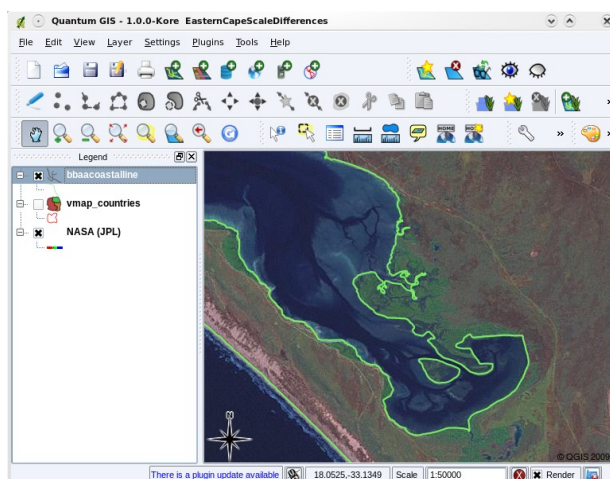 Quantum GIS - 1.0.0-Kore  EasternCapeScaleDifferences
File Edit View Layer Settings Plugins Tools Help
Legend
bbaacoastalline
vmap_countries
NASA (JPL)
N
© QGIS 2009
There is a plugin update available 18.0525,-33.1349 Scale 1:50000 Render